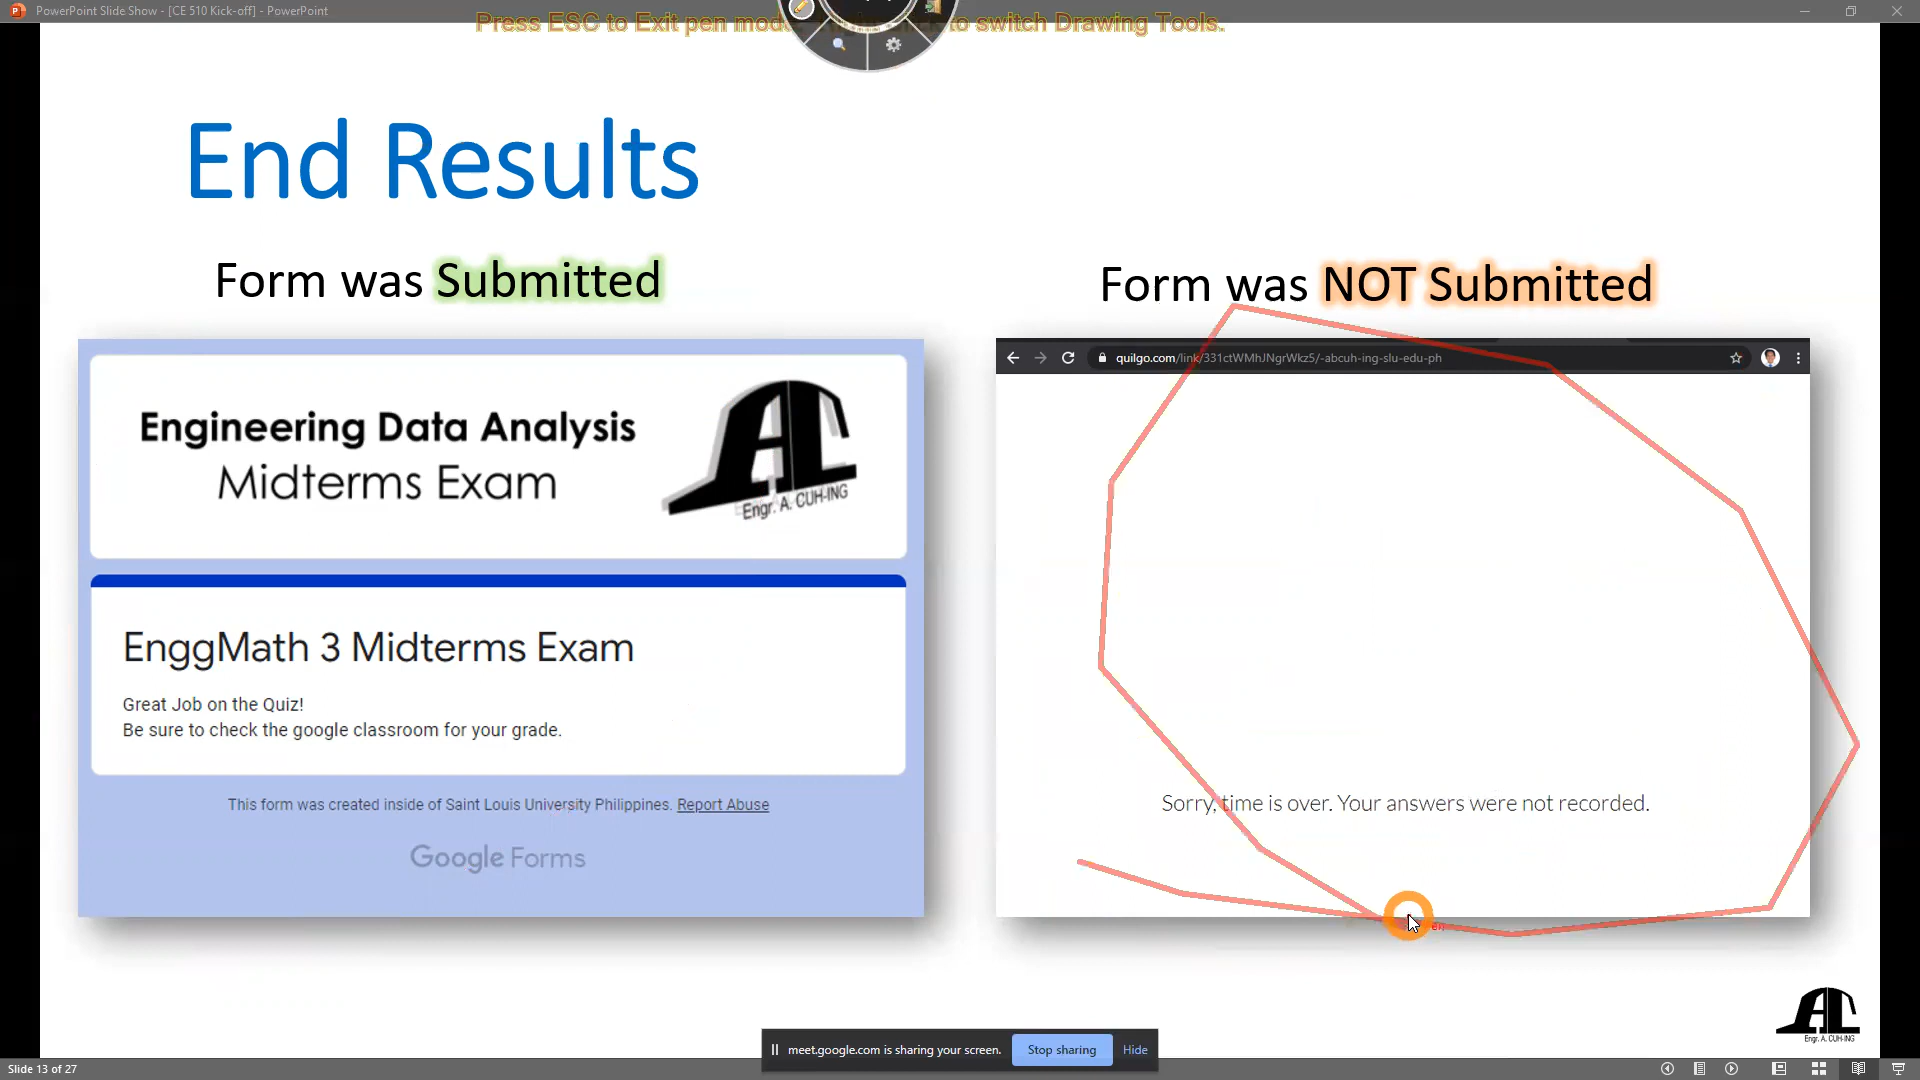 PowerPoint Slide Show - [CE 510 Kick-off] - PowerPoint
Press ESC to Exit pen mode to switch Drawing Tools.
End Results
Form was Submitted
Form was NOT Submitted
Engineering Data Analysis
Midterms Exam
Engr. A. CUH-ING
EnggMath 3 Midterms Exam
Great Job on the Quiz!
Be sure to check the google classroom for your grade.
This form was created inside of Saint Louis University Philippines. Report Abuse
Google Forms
quilgo.com/link/331ctWMhJNgrWkz5/-abcuh-ing-slu-edu-ph
Sorry, time is over. Your answers were not recorded.
Engr. A. CUH-ING
meet.google.com is sharing your screen. Stop sharing Hide
Slide 13 of 27